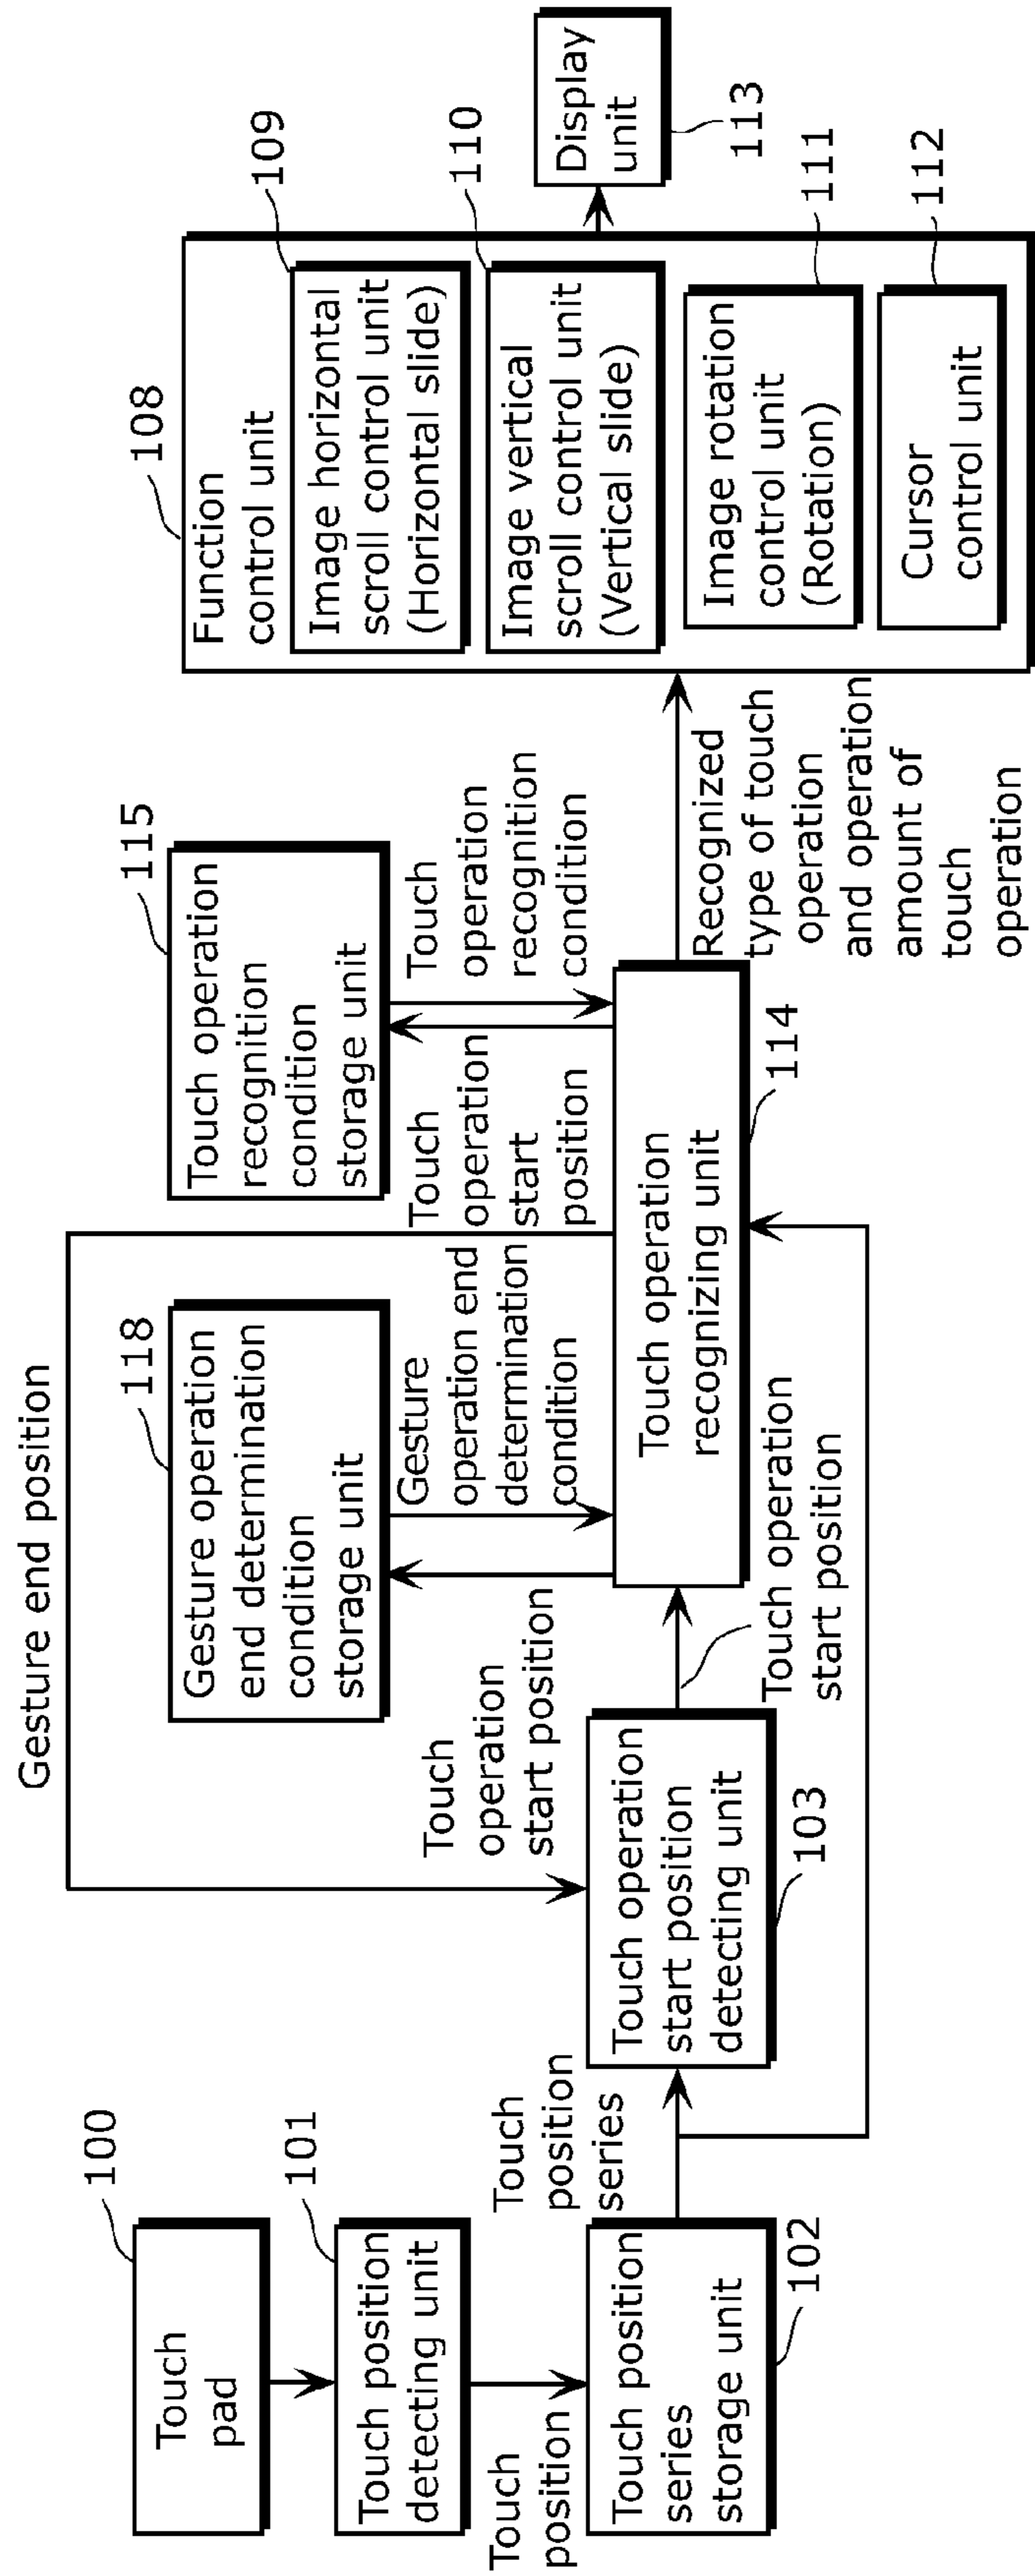 Gesture end position
100
Touch
pad
101
Touch position
detecting unit
Touch
position
Touch position
series
storage unit
102
Touch
position
series
Touch operation
start position
detecting unit
103
Touch operation
start position
118
Gesture operation
end determination
condition
storage unit
Touch
operation
start position
Gesture
operation end
determination
condition
115
Touch operation
recognition
condition
storage unit
Touch
operation
start
position
Touch
operation
recognition
condition
Touch operation
recognizing unit
114
Recognized
type of touch
operation
and operation
amount of
touch
operation
108
Function
control unit
109
Image horizontal
scroll control unit
(Horizontal slide)
110
Image vertical
scroll control unit
(Vertical slide)
111
Image rotation
control unit
(Rotation)
112
Cursor
control unit
Display
unit
113